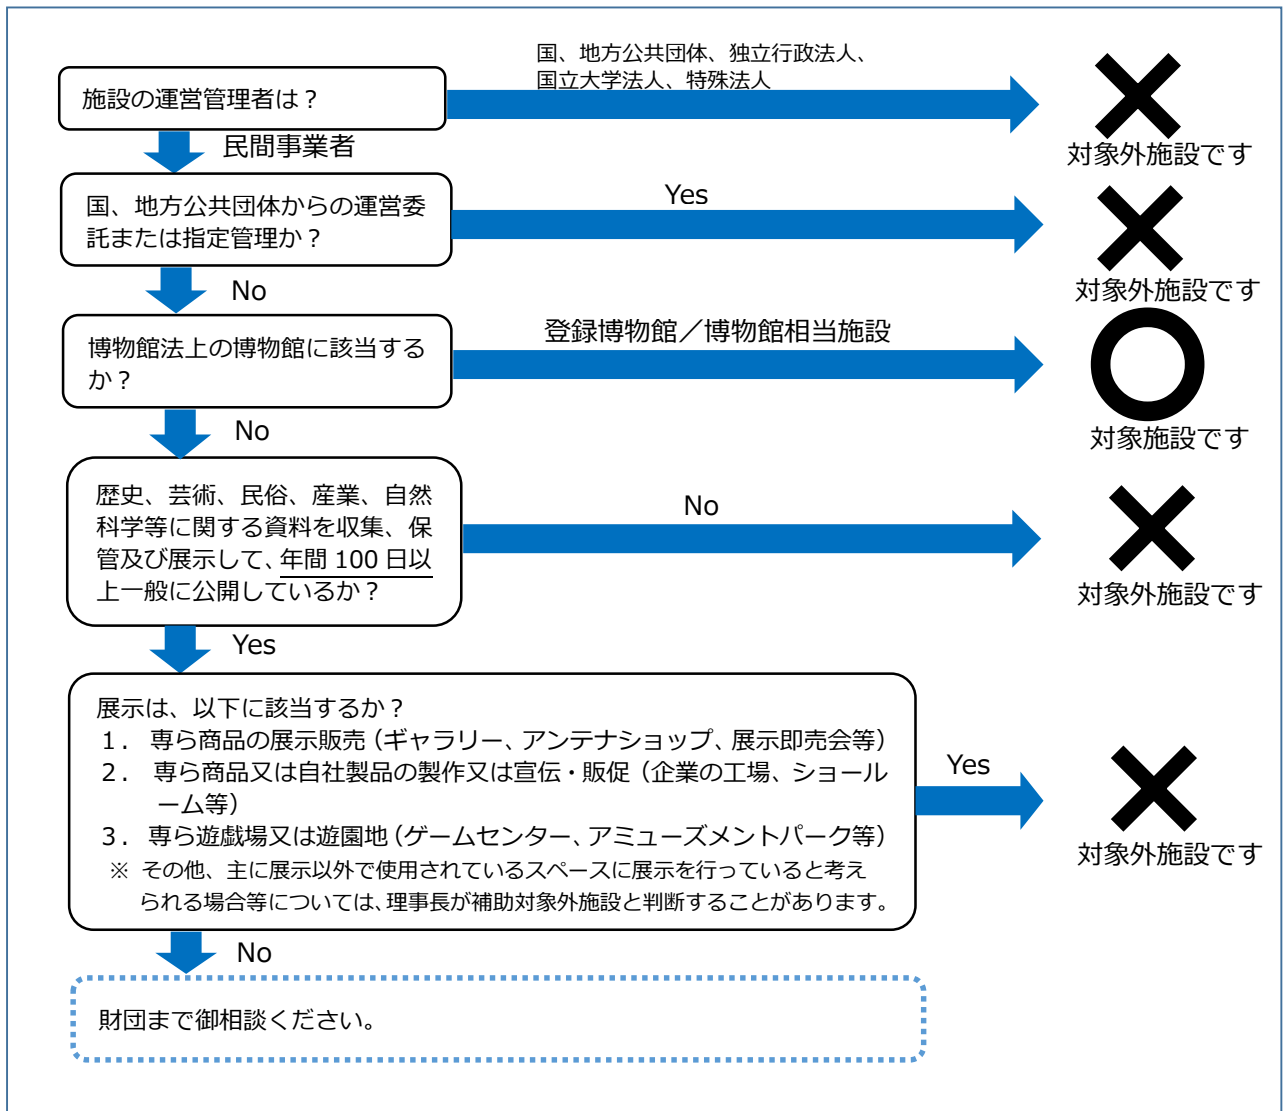 国、地方公共団体、独立行政法人、
国立大学法人、特殊法人
施設の運営管理者は？
対象外施設です
民間事業者
国、地方公共団体からの運営委
託または指定管理か？
Yes
対象外施設です
No
博物館法上の博物館に該当する
か？
登録博物館／博物館相当施設
対象施設です
No
歴史、芸術、民俗、産業、自然
科学等に関する資料を収集、保
管及び展示して、年間 100 日以
上一般に公開しているか？
No
対象外施設です
Yes
展示は、以下に該当するか？
１．専ら商品の展示販売（ギャラリー、アンテナショップ、展示即売会等）
２．専ら商品又は自社製品の製作又は宣伝・販促（企業の工場、ショール
ーム等）
３．専ら遊戯場又は遊園地（ゲームセンター、アミューズメントパーク等）
※ その他、主に展示以外で使用されているスペースに展示を行っていると考え
られる場合等については、理事長が補助対象外施設と判断することがあります。
Yes
対象外施設です
No
財団まで御相談ください。